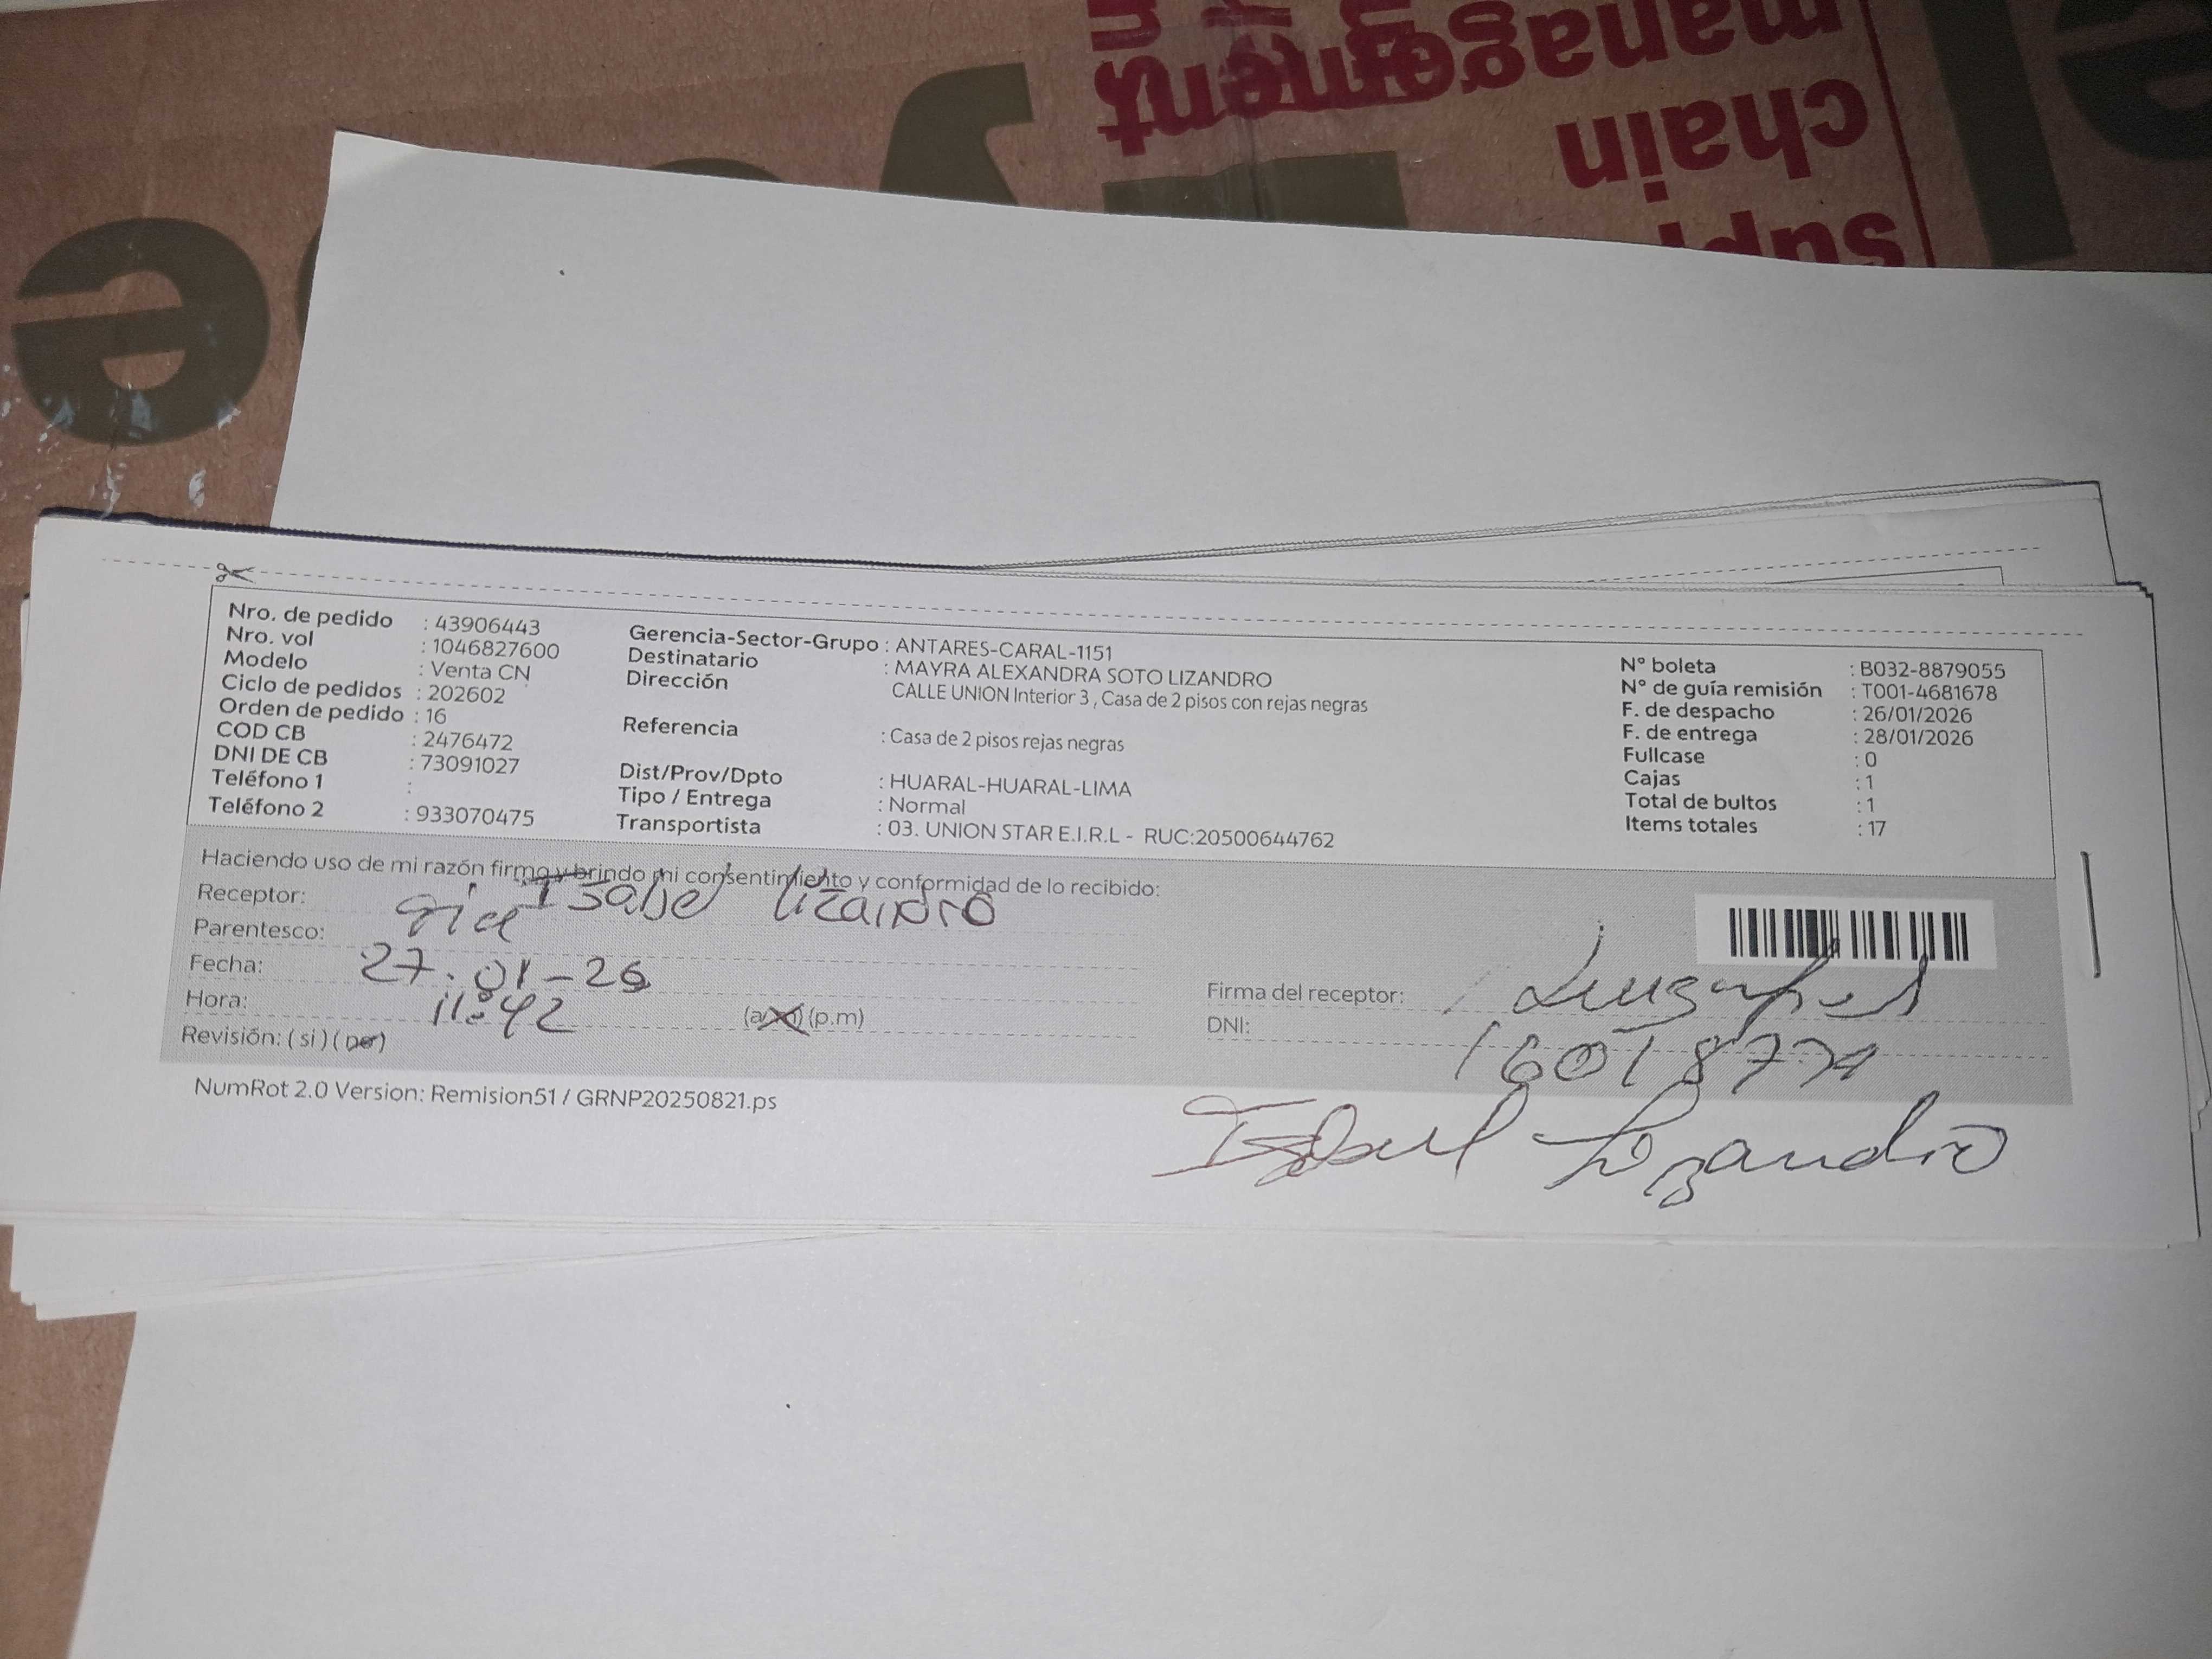 management
chain
Nro. de pedido : 43906443
Nro. vol : 1046827600
Modelo : Venta CN
Ciclo de pedidos : 202602
Orden de pedido : 16
COD CB : 2476472
DNI DE CB : 73091027
Teléfono 1 :
Teléfono 2 : 933070475
Gerencia-Sector-Grupo : ANTARES-CARAL-1151
Destinatario : MAYRA ALEXANDRA SOTO LIZANDRO
Dirección CALLE UNION Interior 3 , Casa de 2 pisos con rejas negras
Referencia : Casa de 2 pisos rejas negras
Dist/Prov/Dpto : HUARAL-HUARAL-LIMA
Tipo / Entrega : Normal
Transportista : 03. UNION STAR E.I.R.L - RUC:20500644762
N° boleta : B032-8879055
N° de guía remisión : T001-4681678
F. de despacho : 26/01/2026
F. de entrega : 28/01/2026
Fullcase : 0
Cajas : 1
Total de bultos : 1
Items totales : 17
Haciendo uso de mi razón firmo y brindo mi consentimiento y conformidad de lo recibido:
Receptor: Isabel Lizandro
Parentesco: Tia
Fecha: 27-01-26
Hora: 11:42 (a.m) (p.m)
Revisión: ( si ) ( no )
Firma del receptor:
DNI:
Isabel Lizandro
NumRot 2.0 Version: Remision51 / GRNP20250821.ps